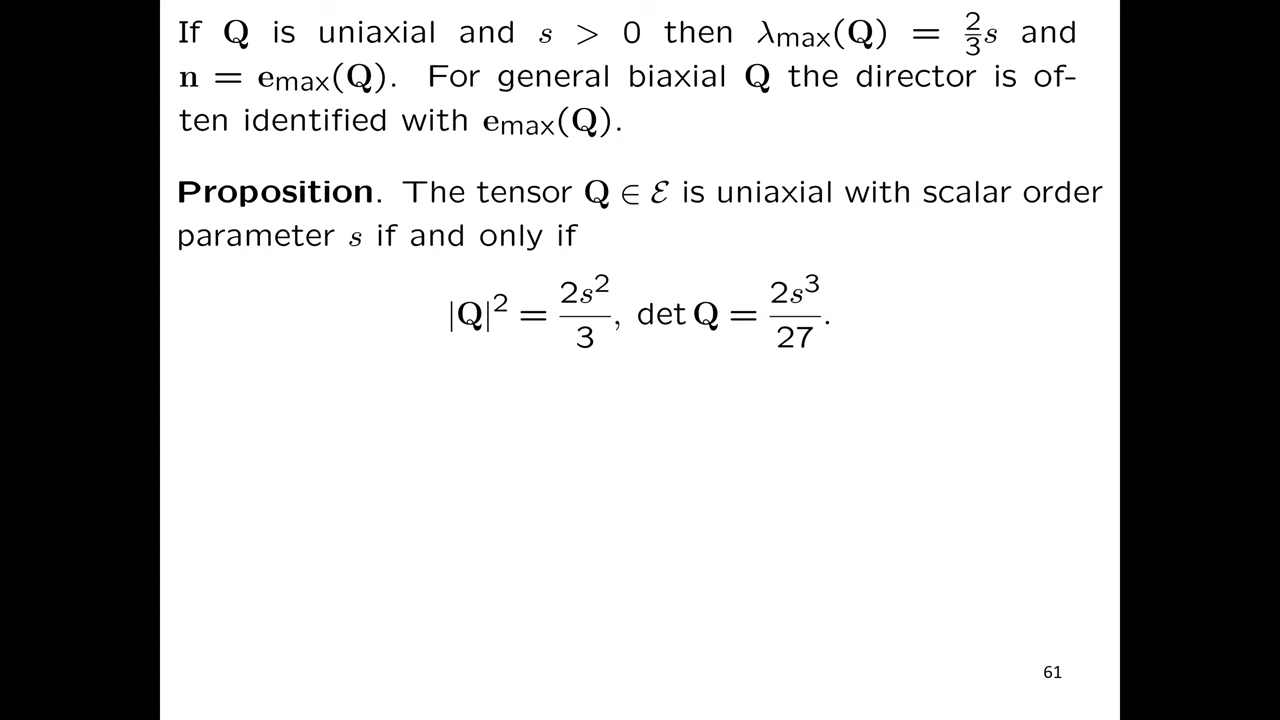 If Q is uniaxial and s > 0 then λmax(Q) = 2/3 s and
n = emax(Q). For general biaxial Q the director is of-
ten identified with emax(Q).
Proposition. The tensor Q ∈ ℰ is uniaxial with scalar order
parameter s if and only if
|Q|² = 2s²/3, det Q = 2s³/27.
61